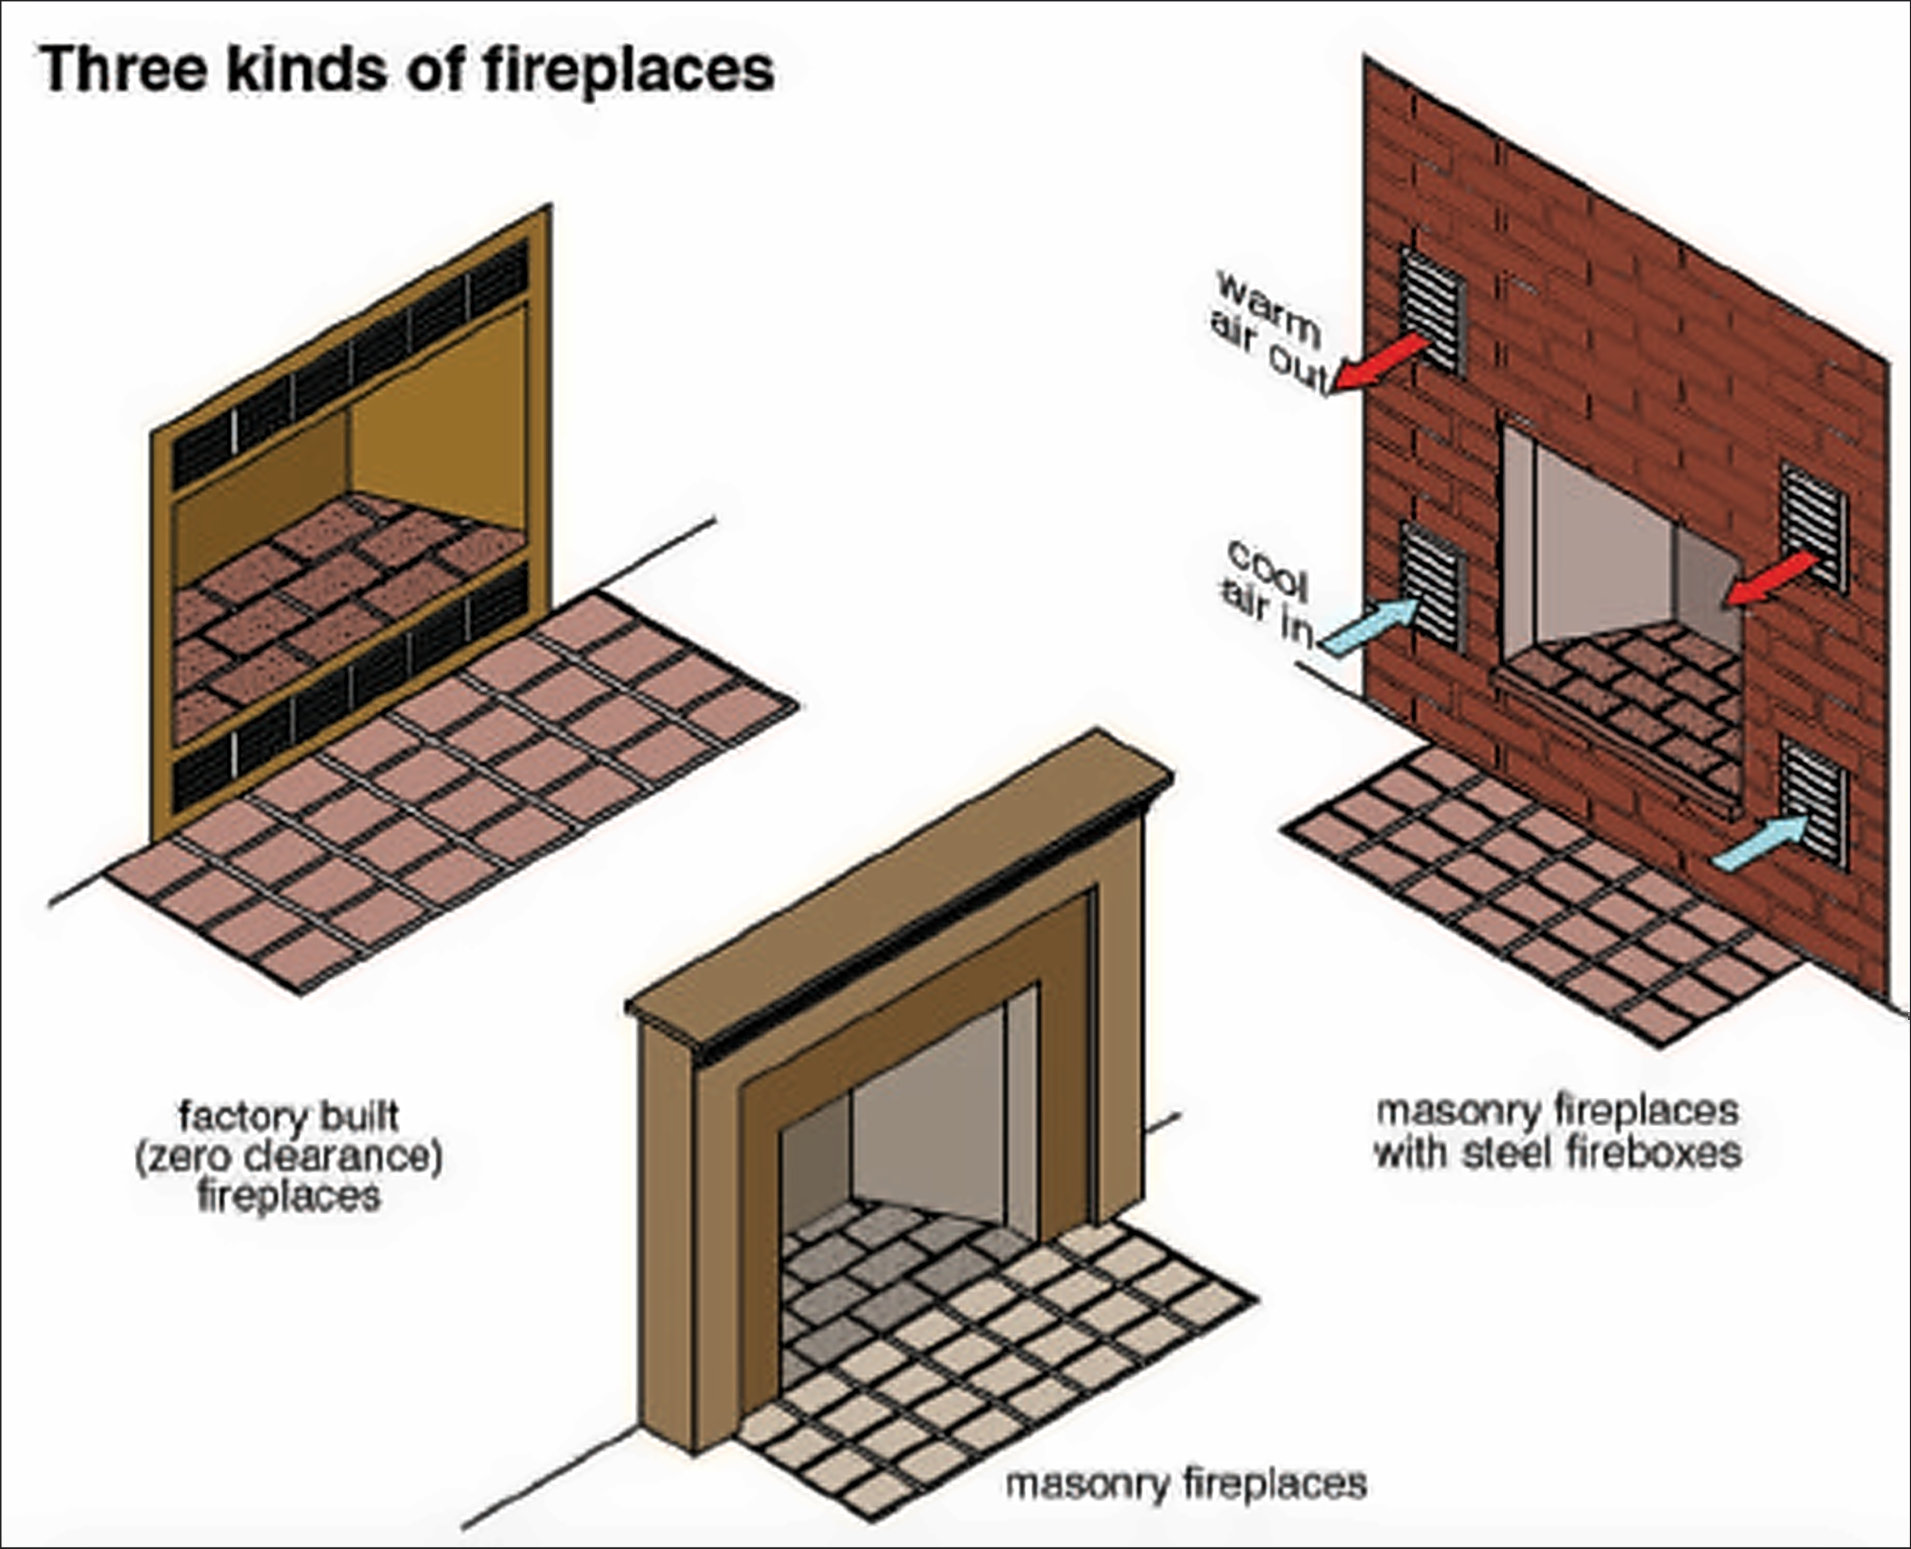 Three kinds of fireplaces
warm
air out
cool
air in
factory built
(zero clearance)
fireplaces
masonry fireplaces
with steel fireboxes
masonry fireplaces